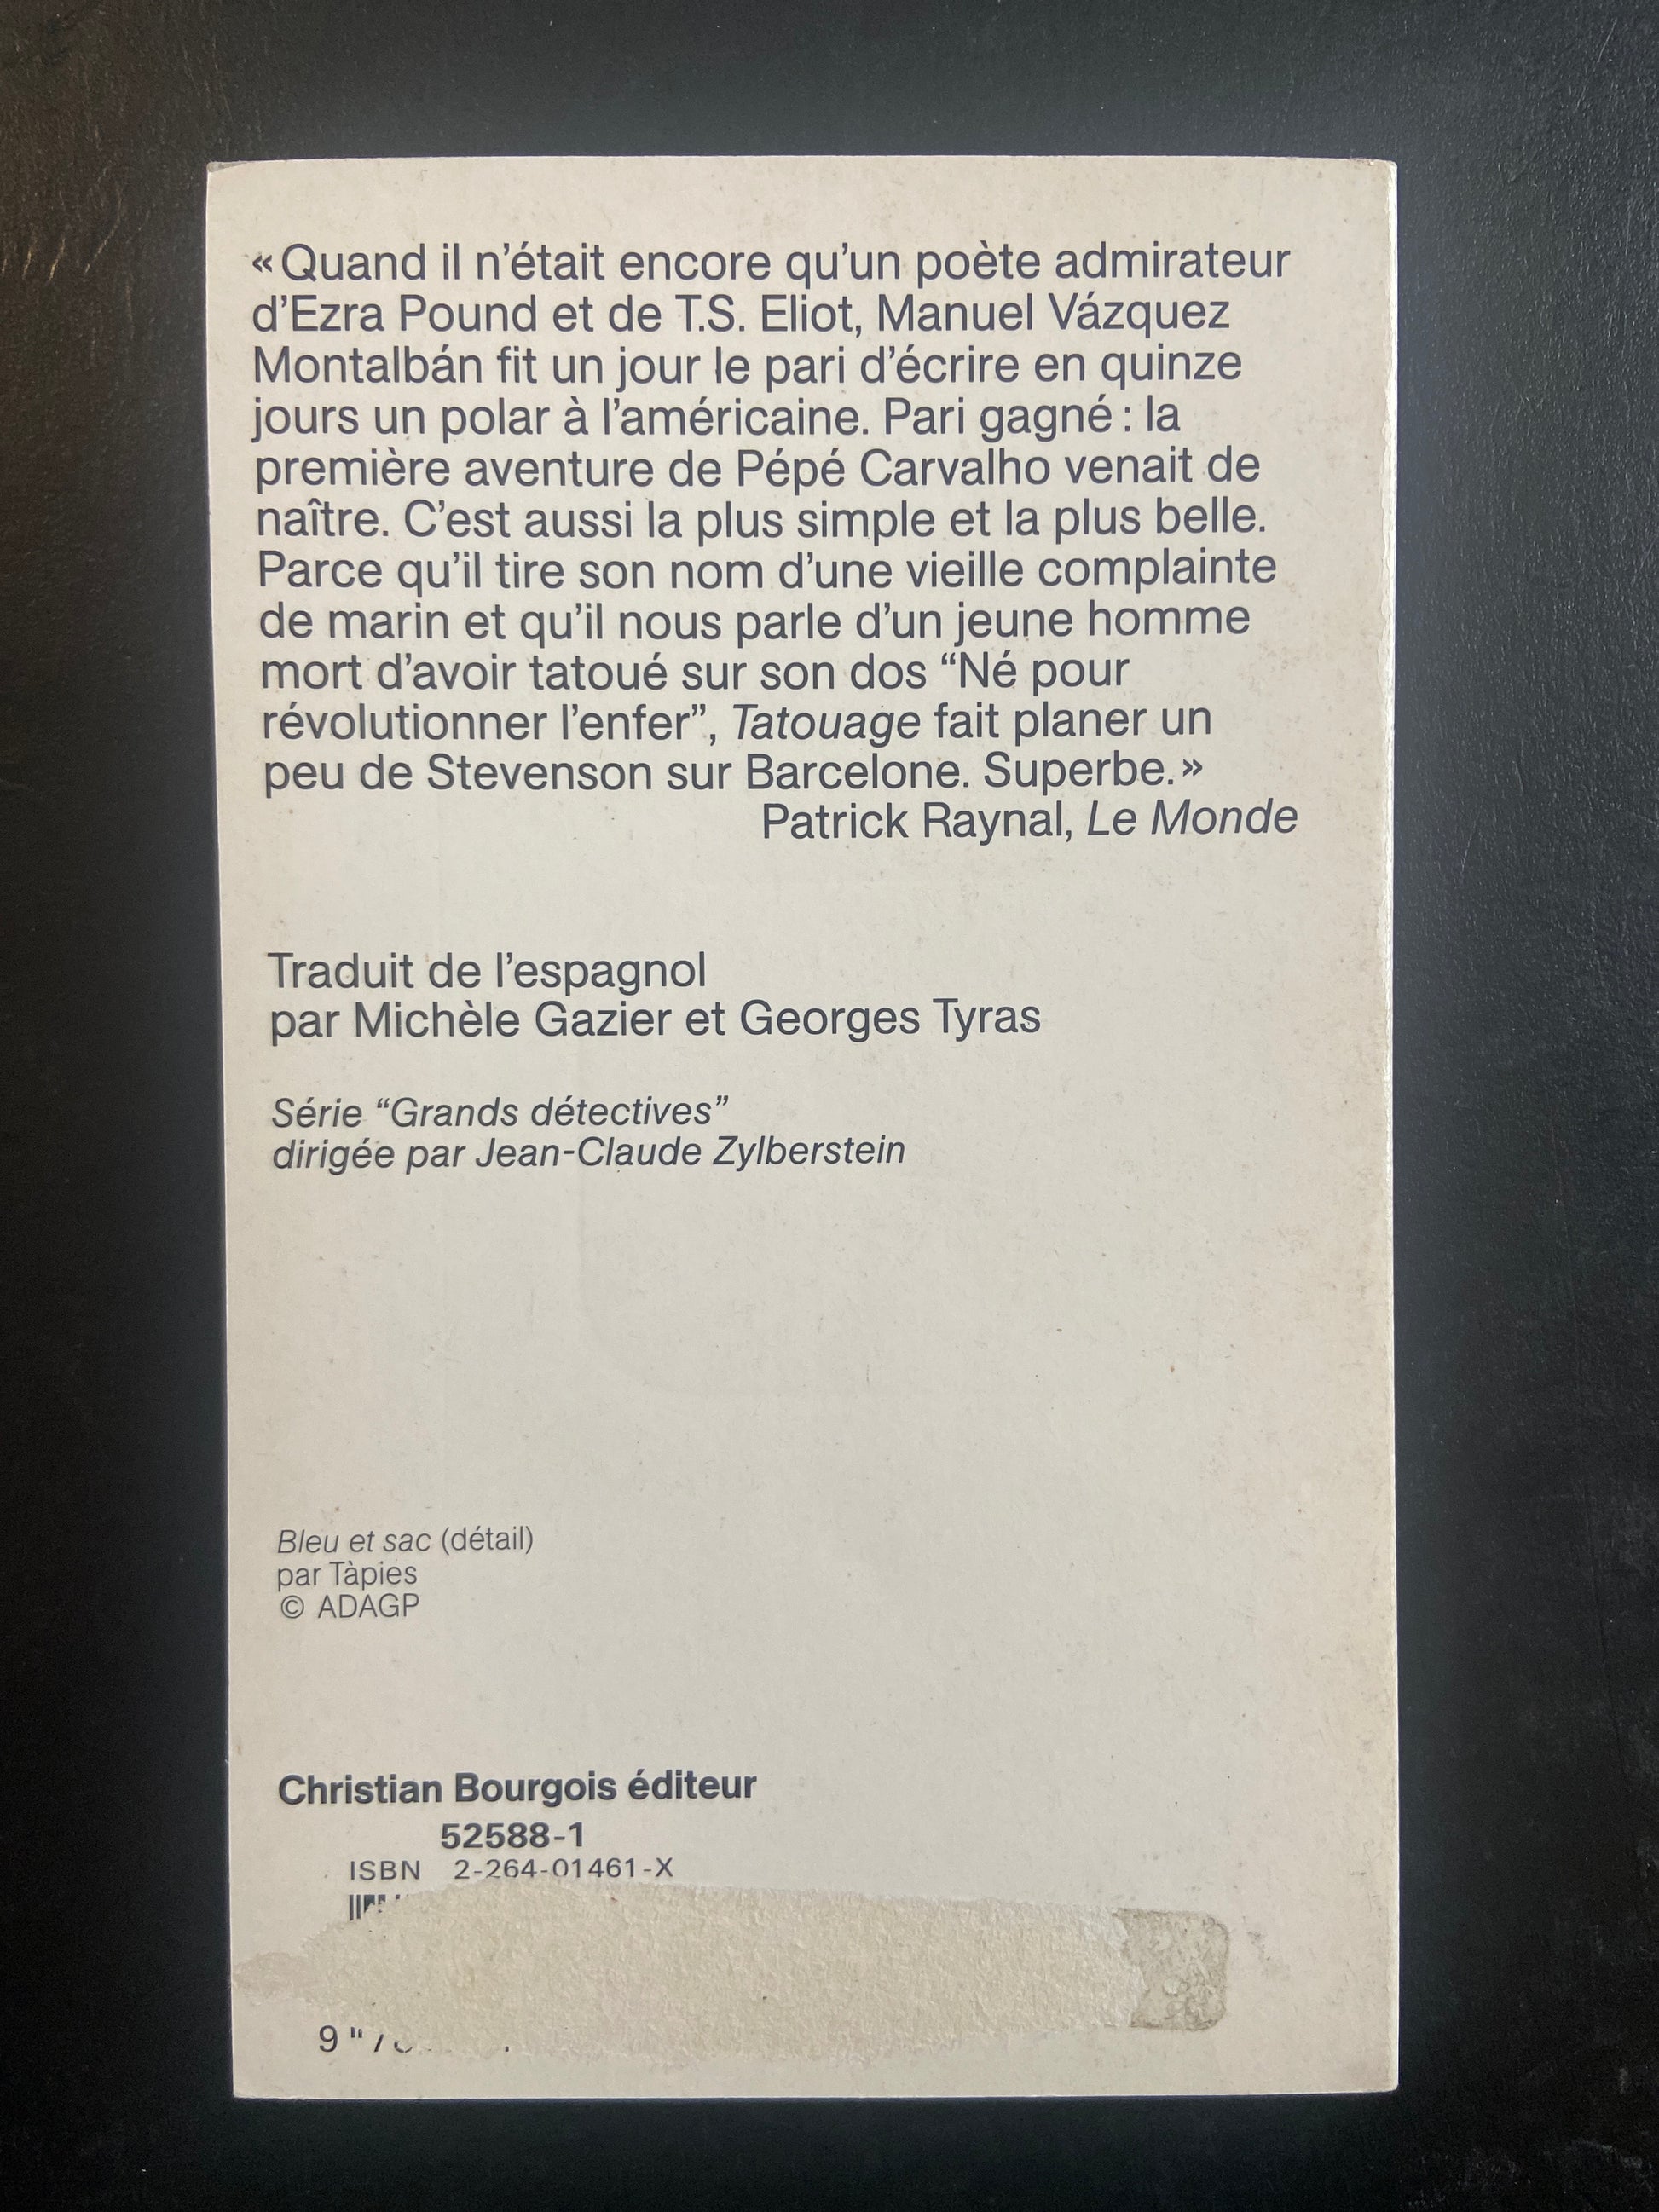 « Quand il n'était encore qu'un poète admirateur
d'Ezra Pound et de T.S. Eliot, Manuel Vázquez
Montalbán fit un jour le pari d'écrire en quinze
jours un polar à l'américaine. Pari gagné : la
première aventure de Pépé Carvalho venait de
naître. C'est aussi la plus simple et la plus belle.
Parce qu'il tire son nom d'une vieille complainte
de marin et qu'il nous parle d'un jeune homme
mort d'avoir tatoué sur son dos “Né pour
révolutionner l'enfer”, Tatouage fait planer un
peu de Stevenson sur Barcelone. Superbe. »
Patrick Raynal, Le Monde
Traduit de l'espagnol
par Michèle Gazier et Georges Tyras
Série “Grands détectives”
dirigée par Jean-Claude Zylberstein
Bleu et sac (détail)
par Tàpies
© ADAGP
Christian Bourgois éditeur
52588-1
ISBN 2-264-01461-X
9